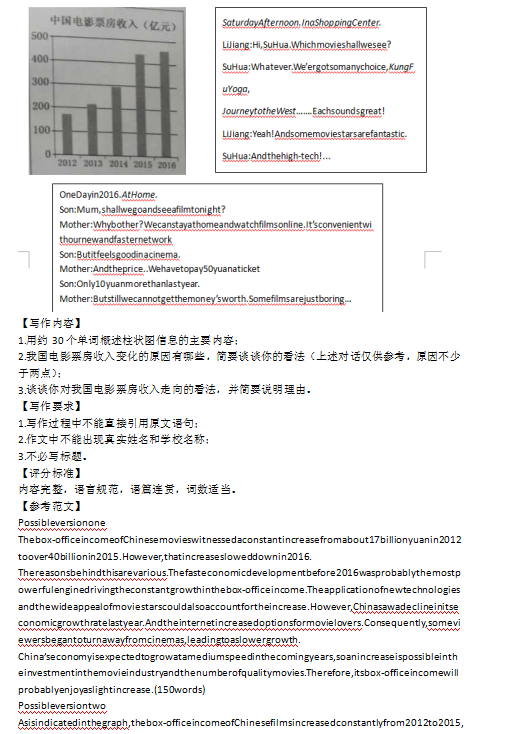 中国电影票房收入（亿元）
500
400
300
200
100
0
2012 2013 2014 2015 2016
SaturdayAfternoon,InaShoppingCenter.
LiJiang:Hi,SuHua.Whichmovieshallwesee?
SuHua:Whatever.We'ergotsomanychoice,KungF
uYoga,
JourneytotheWest.......Eachsoundsgreat!
LiJiang:Yeah!Andsomemoviestarsarefantastic.
SuHua:Andthehigh-tech!...
OneDayin2016.AtHome.
Son:Mum,shallwegoandseeafilmtonight?
Mother:Whybother?Wecanstayathomeandwatchfilmsonline.It'sconvenientwi
thournewandfasternetwork
Son:Butitfeelsgoodinacinema.
Mother:Andtheprice..Wehavetopay50yuanaticket
Son:Only10yuanmorethanlastyear.
Mother:Butstillwecannotgetthemoney'sworth.Somefilmsarejustboring...
【写作内容】
1.用约 30 个单词概述柱状图信息的主要内容；
2.我国电影票房收入变化的原因有哪些，简要谈谈你的看法（上述对话仅供参考，原因不少
于两点）；
3.谈谈你对我国电影票房收入走向的看法，并简要说明理由。
【写作要求】
1.写作过程中不能直接引用原文语句；
2.作文中不能出现真实姓名和学校名称；
3.不必写标题。
【评分标准】
内容完整，语言规范，语篇连贯，词数适当。
【参考范文】
Possibleversionone
Thebox-officeincomeofChinesemovieswitnessedaconstantincreasefromabout17billionyuanin2012
toover40billionin2015.However,thatincreasesloweddownin2016.
Thereasonsbehindthisarevarious.Thefasteconomicdevelopmentbefore2016wasprobablythemostp
owerfulenginedrivingtheconstantgrowthinthebox-officeincome.Theapplicationofnewtechnologies
andthewideappealofmoviestarscouldalsoaccountfortheincrease.However,Chinasawadeclineinitse
conomicgrowthratelastyear.Andtheinternetincreasedoptionsformovielovers.Consequently,somevi
ewersbegantoturnawayfromcinemas,leadingtoaslowergrowth.
China'seconomyisexpectedtogrowatamediumspeedinthecomingyears,soanincreaseispossibleinth
einvestmentinthemovieindustryandthenumberofqualitymovies.Therefore,itsbox-officeincomewill
probablyenjoyaslightincrease.(150words)
Possibleversiontwo
Asisindicatedinthegraph,thebox-officeincomeofChinesefilmsincreasedconstantlyfrom2012to2015,